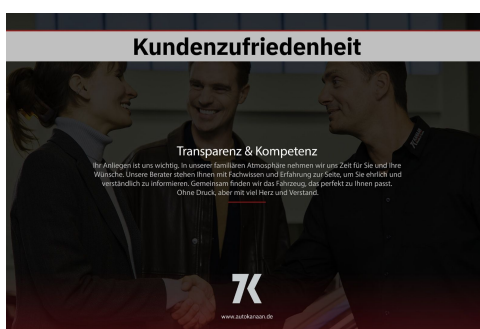 Kundenzufriedenheit
Transparenz & Kompetenz
Ihr Anliegen ist uns wichtig. In unserer familiären Atmosphäre nehmen wir uns Zeit für Sie und Ihre
Wünsche. Unsere Berater stehen Ihnen mit Fachwissen und Erfahrung zur Seite, um Sie ehrlich und
verständlich zu informieren. Gemeinsam finden wir das Fahrzeug, das perfekt zu Ihnen passt.
Ohne Druck, aber mit viel Herz und Verstand.
7K
www.autokanaan.de